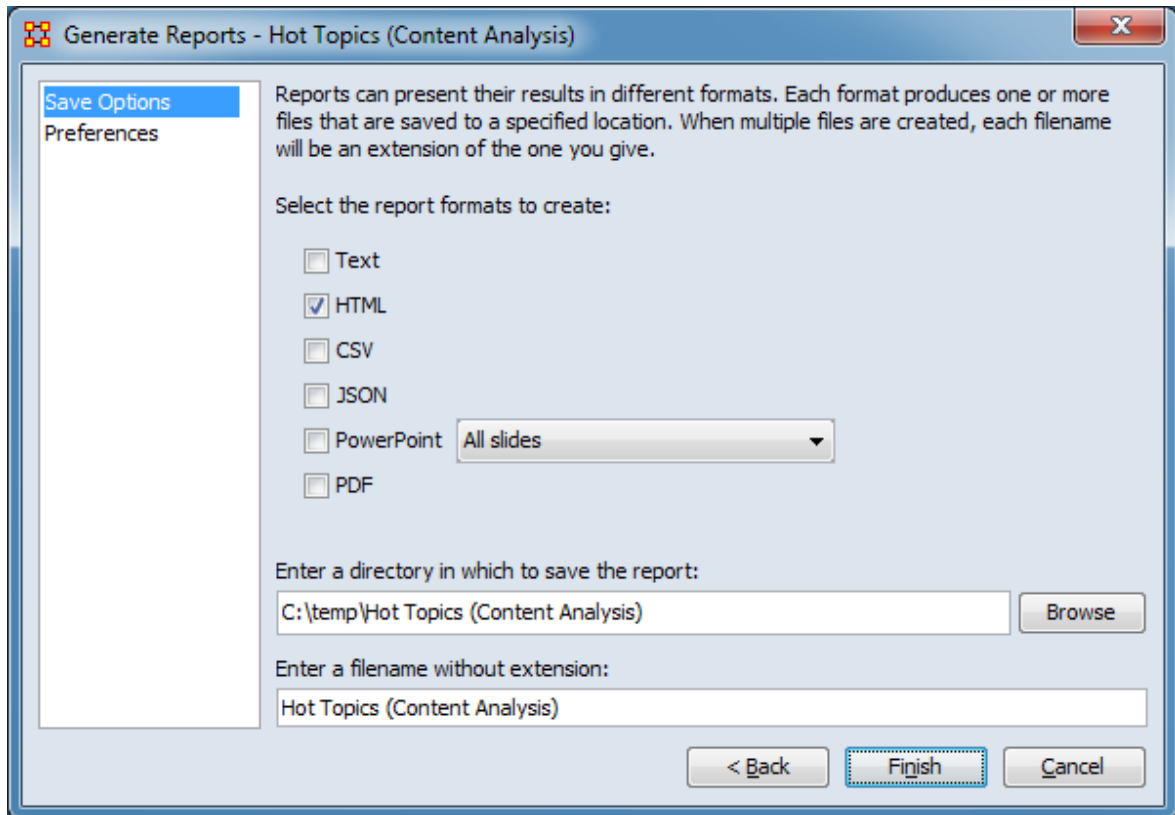 Generate Reports - Hot Topics (Content Analysis)
X
Save Options
Preferences
Reports can present their results in different formats. Each format produces one or more
files that are saved to a specified location. When multiple files are created, each filename
will be an extension of the one you give.
Select the report formats to create:
Text
HTML
CSV
JSON
PowerPoint All slides
PDF
Enter a directory in which to save the report:
C:\temp\Hot Topics (Content Analysis) Browse
Enter a filename without extension:
Hot Topics (Content Analysis)
< Back Finish Cancel